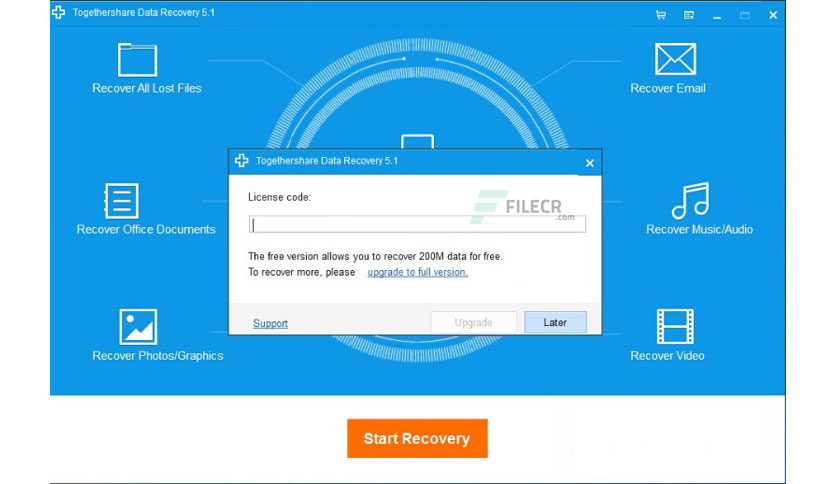 Togethershare Data Recovery 5.1
Recover All Lost Files
Recover Email
Togethershare Data Recovery 5.1
License code:
FILECR
.com
Recover Office Documents
Recover Music/Audio
The free version allows you to recover 200M data for free.
To recover more, please upgrade to full version.
Support
Upgrade
Later
Recover Photos/Graphics
Recover Video
Start Recovery